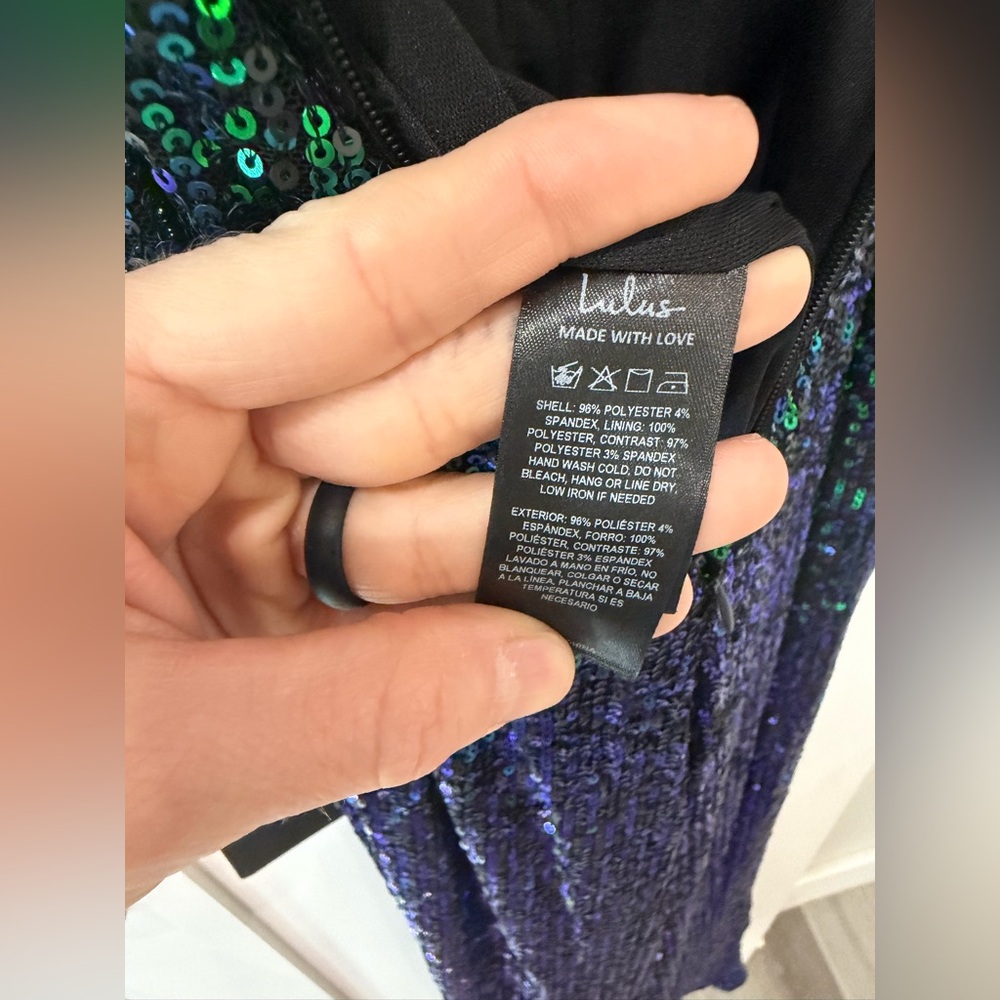 Lulus
MADE WITH LOVE
SHELL: 96% POLYESTER 4%
SPANDEX, LINING: 100%
POLYESTER, CONTRAST: 97%
POLYESTER 3% SPANDEX
HAND WASH COLD, DO NOT
BLEACH, HANG OR LINE DRY,
LOW IRON IF NEEDED
EXTERIOR: 96% POLIÉSTER 4%
ESPÁNDEX, FORRO: 100%
POLIÉSTER, CONTRASTE: 97%
POLIÉSTER 3% ESPÁNDEX
LAVADO A MANO EN FRÍO, NO
BLANQUEAR, COLGAR O SECAR
A LA LÍNEA, PLANCHAR A BAJA
TEMPERATURA SI ES
NECESARIO